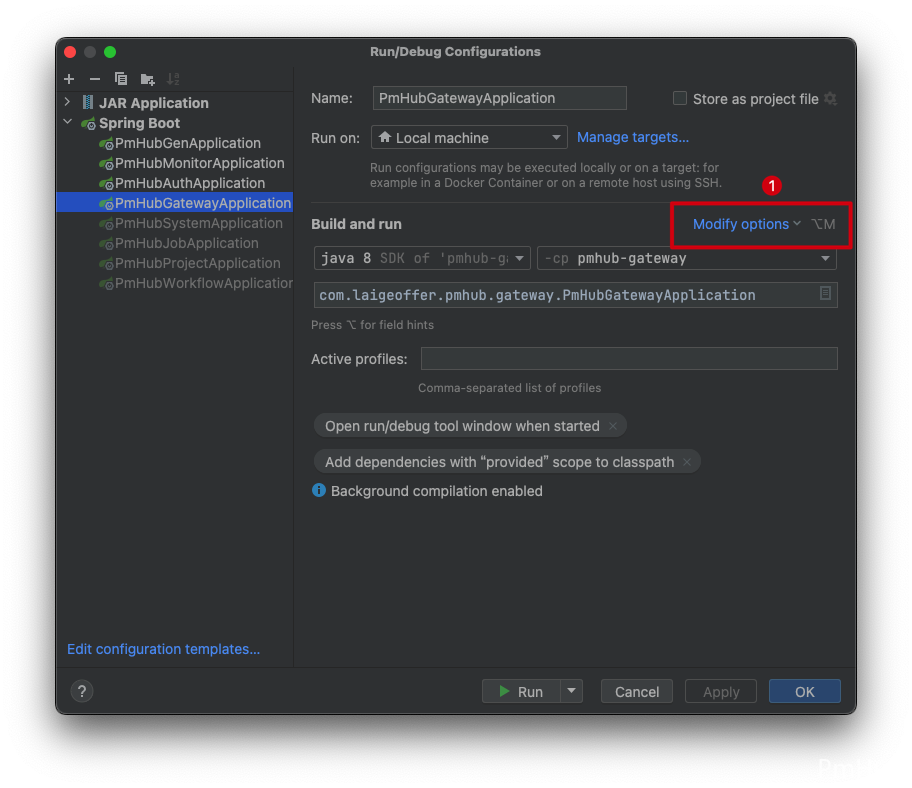 Run/Debug Configurations
JAR Application
Spring Boot
PmHubGenApplication
PmHubMonitorApplication
PmHubAuthApplication
PmHubGatewayApplication
PmHubSystemApplication
PmHubJobApplication
PmHubProjectApplication
PmHubWorkflowApplication
Edit configuration templates...
Name: PmHubGatewayApplication Store as project file
Run on: Local machine Manage targets...
Run configurations may be executed locally or on a target: for
example in a Docker Container or on a remote host using SSH.
1
Build and run Modify options ⌥M
java 8 SDK of 'pmhub-ga -cp pmhub-gateway
com.laigeoffer.pmhub.gateway.PmHubGatewayApplication
Press ⌥ for field hints
Active profiles:
Comma-separated list of profiles
Open run/debug tool window when started ×
Add dependencies with “provided” scope to classpath ×
Background compilation enabled
? Run Cancel Apply OK